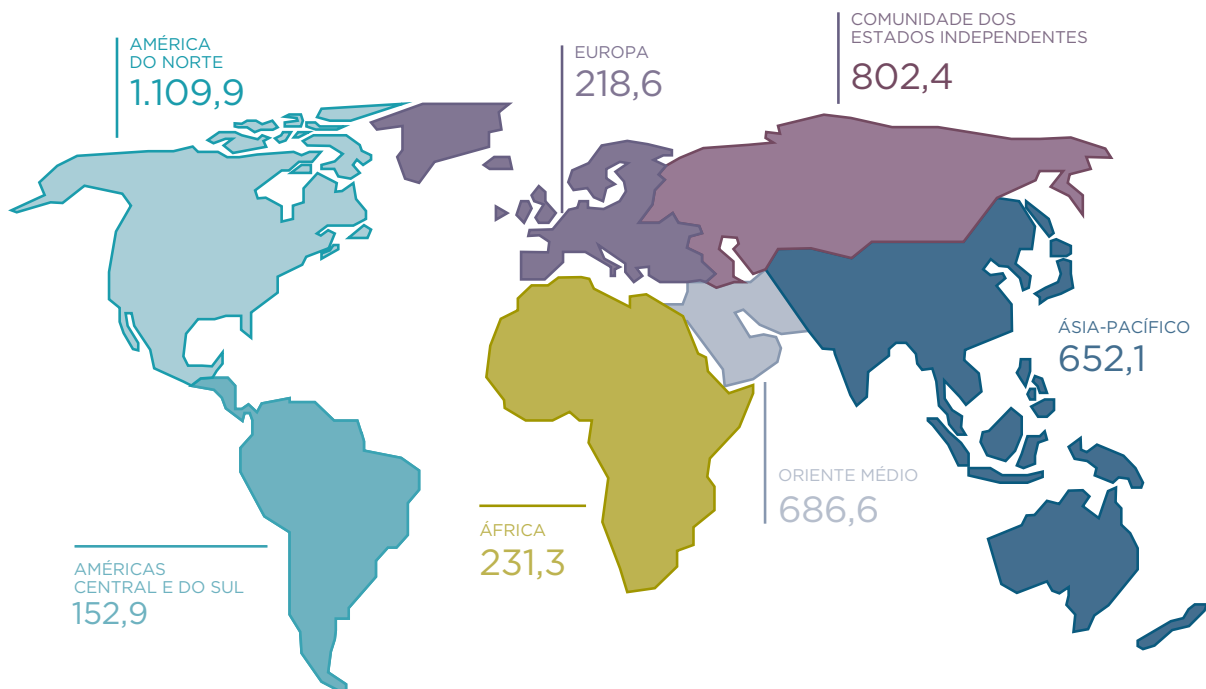 AMÉRICA
DO NORTE
1.109,9
EUROPA
218,6
COMUNIDADE DOS
ESTADOS INDEPENDENTES
802,4
ÁSIA-PACÍFICO
652,1
ORIENTE MÉDIO
686,6
ÁFRICA
231,3
AMÉRICAS
CENTRAL E DO SUL
152,9